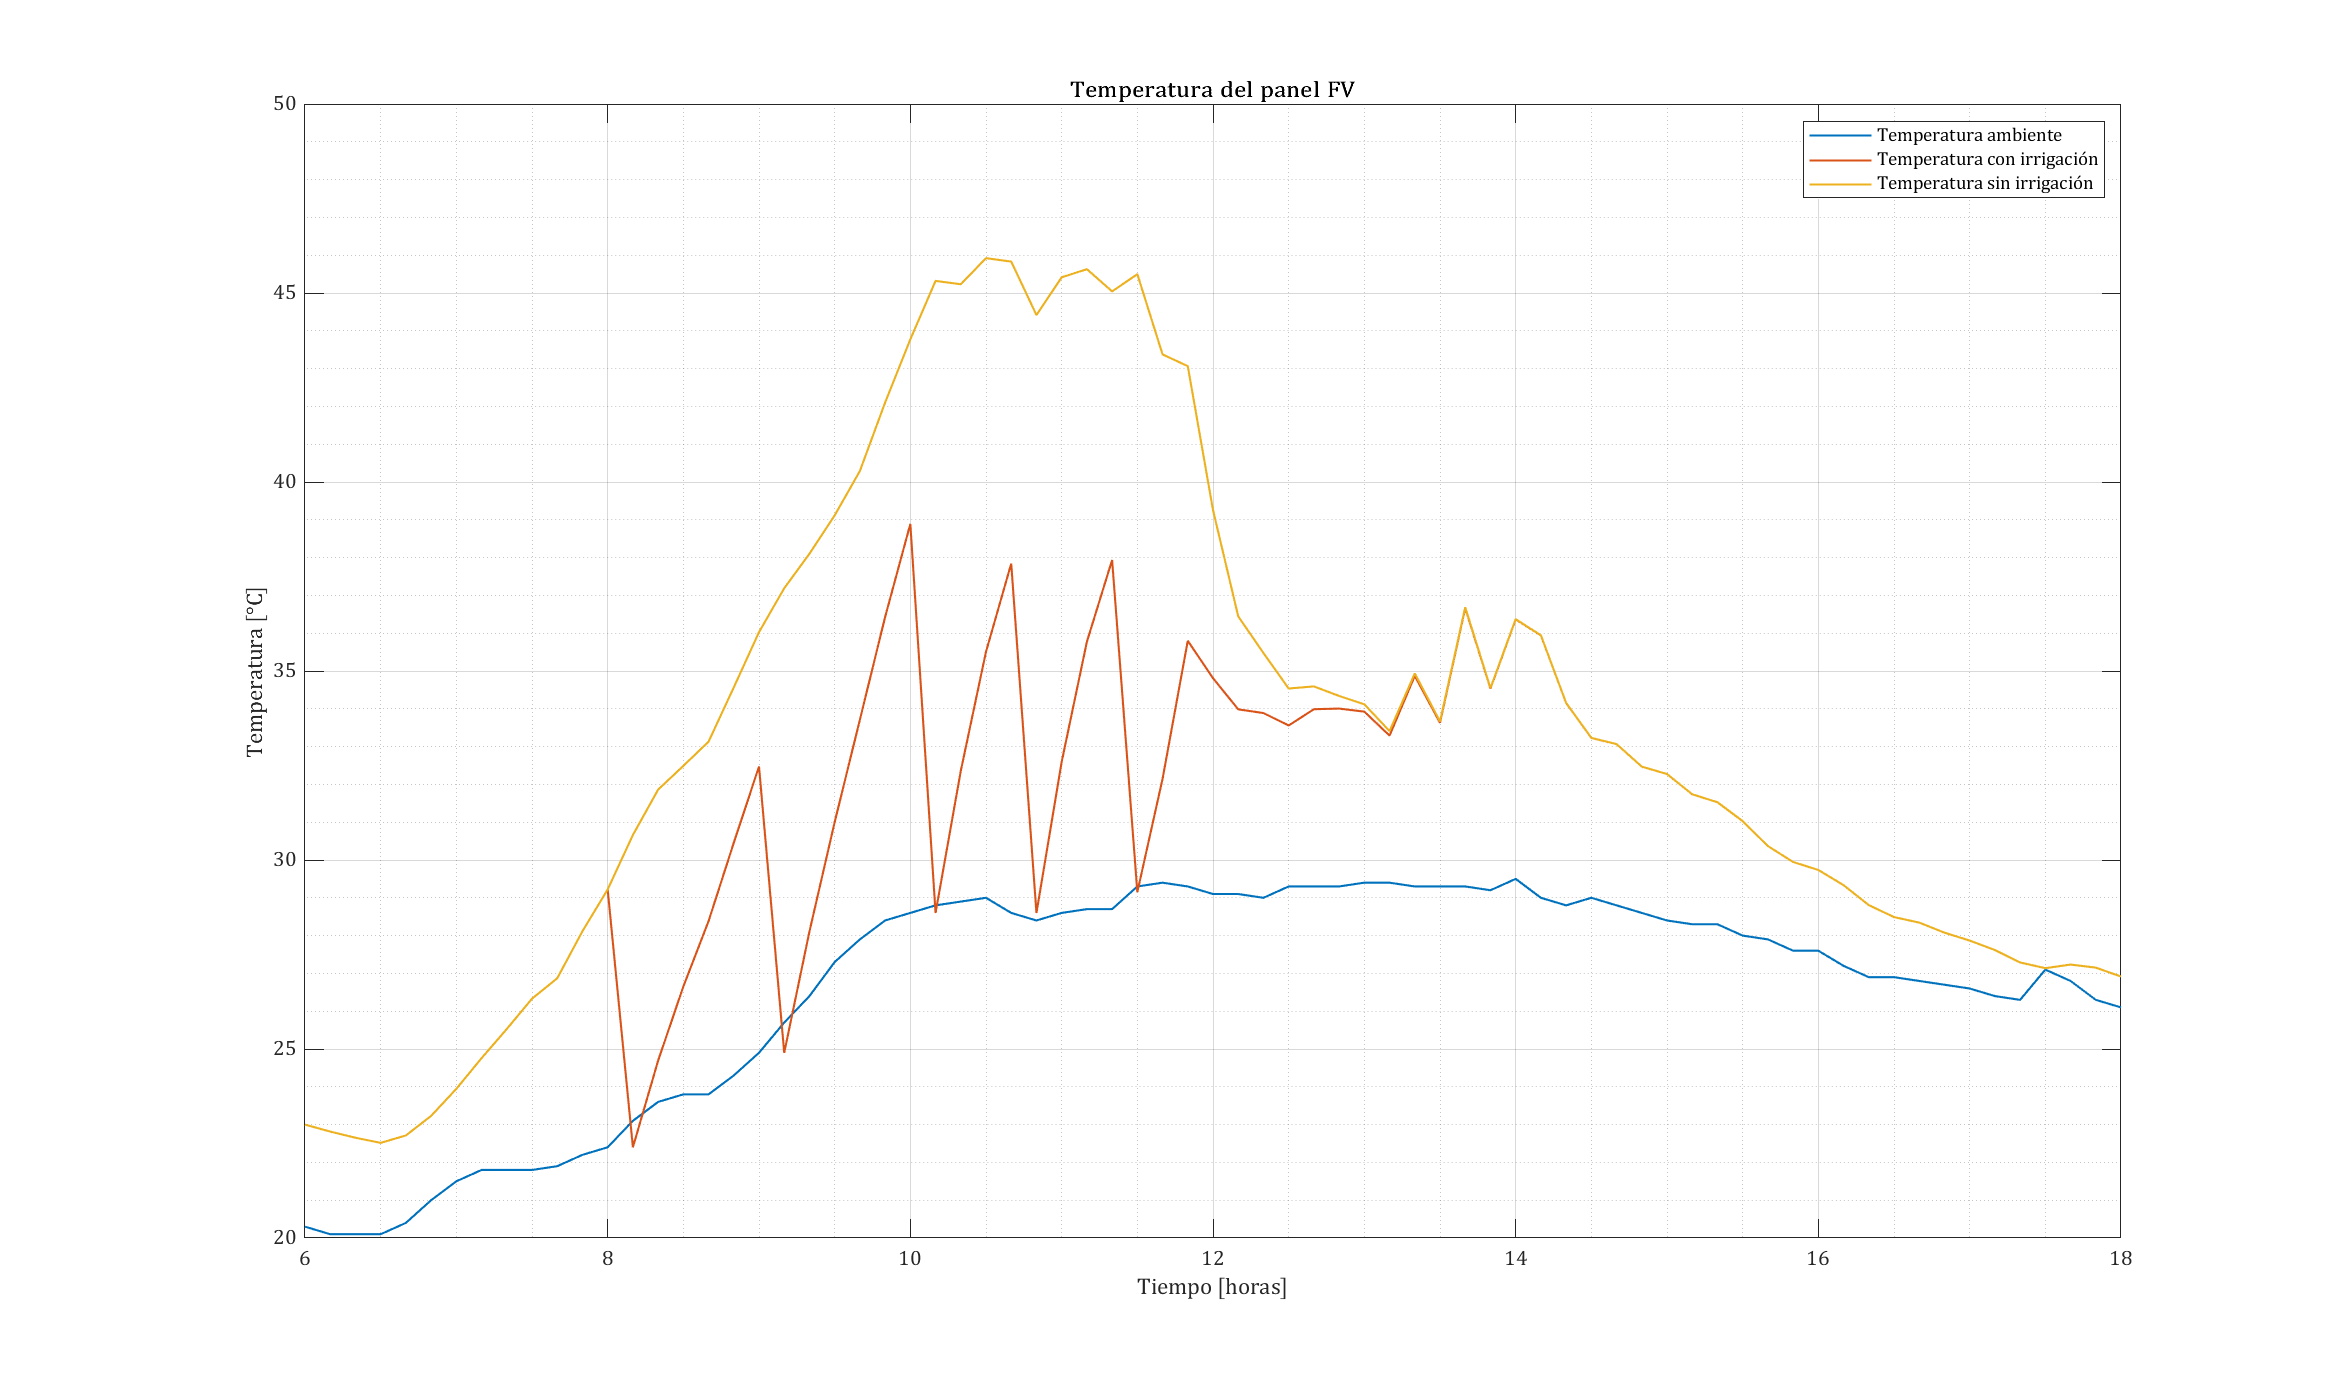 Temperatura del panel FV
50
45
40
35
30
25
20
Temperatura [°C]
Temperatura ambiente
Temperatura con irrigación
Temperatura sin irrigación
6 8 10 12 14 16 18
Tiempo [horas]